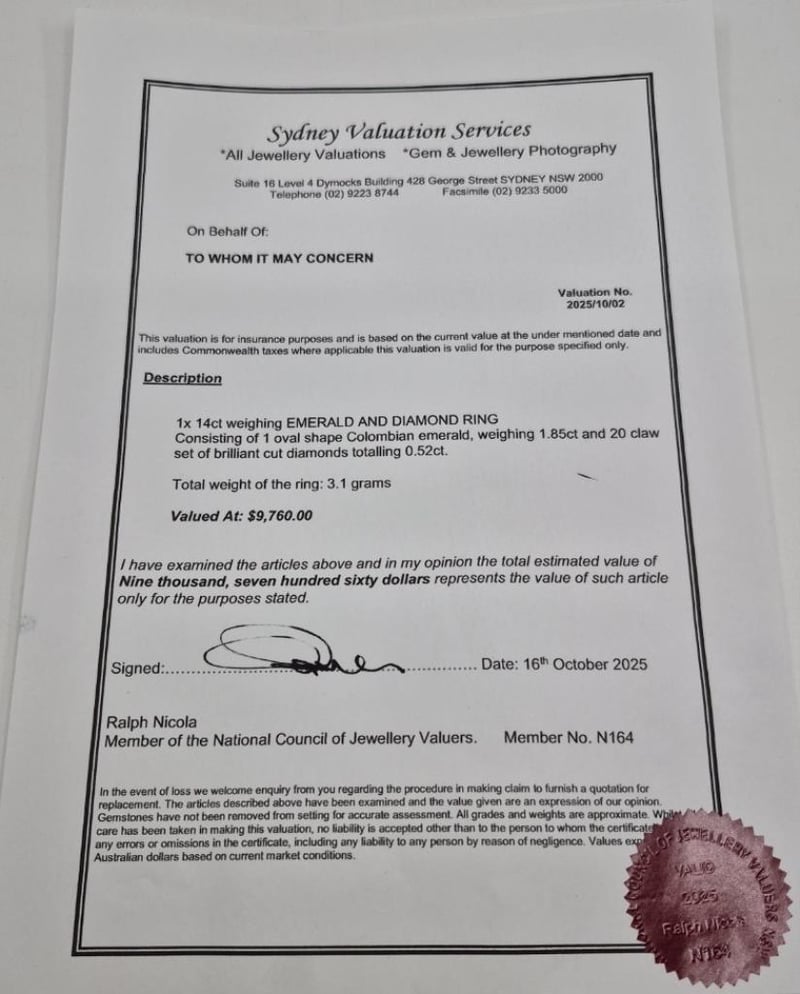 Sydney Valuation Services
*All Jewellery Valuations *Gem & Jewellery Photography
Suite 16 Level 4 Dymocks Building 428 George Street SYDNEY NSW 2000
Telephone (02) 9223 8744 Facsimile (02) 9233 5000
On Behalf Of:
TO WHOM IT MAY CONCERN
Valuation No.
2025/10/02
This valuation is for insurance purposes and is based on the current value at the under mentioned date and
includes Commonwealth taxes where applicable this valuation is valid for the purpose specified only.
Description
1x 14ct weighing EMERALD AND DIAMOND RING
Consisting of 1 oval shape Colombian emerald, weighing 1.85ct and 20 claw
set of brilliant cut diamonds totalling 0.52ct.
Total weight of the ring: 3.1 grams
Valued At: $9,760.00
I have examined the articles above and in my opinion the total estimated value of
Nine thousand, seven hundred sixty dollars represents the value of such article
only for the purposes stated.
Signed:.................................................. Date: 16th October 2025
Ralph Nicola
Member of the National Council of Jewellery Valuers. Member No. N164
In the event of loss we welcome enquiry from you regarding the procedure in making claim to furnish a quotation for
replacement. The articles described above have been examined and the value given are an expression of our opinion.
Gemstones have not been removed from setting for accurate assessment. All grades and weights are approximate.
care has been taken in making this valuation, no liability is accepted other than to the person to whom the certificate
any errors or omissions in the certificate, including any liability to any person by reason of negligence. Values
Australian dollars based on current market conditions.
OF JEWELLERY VALUERS
VALID
2025
Ralph Nicola
N164